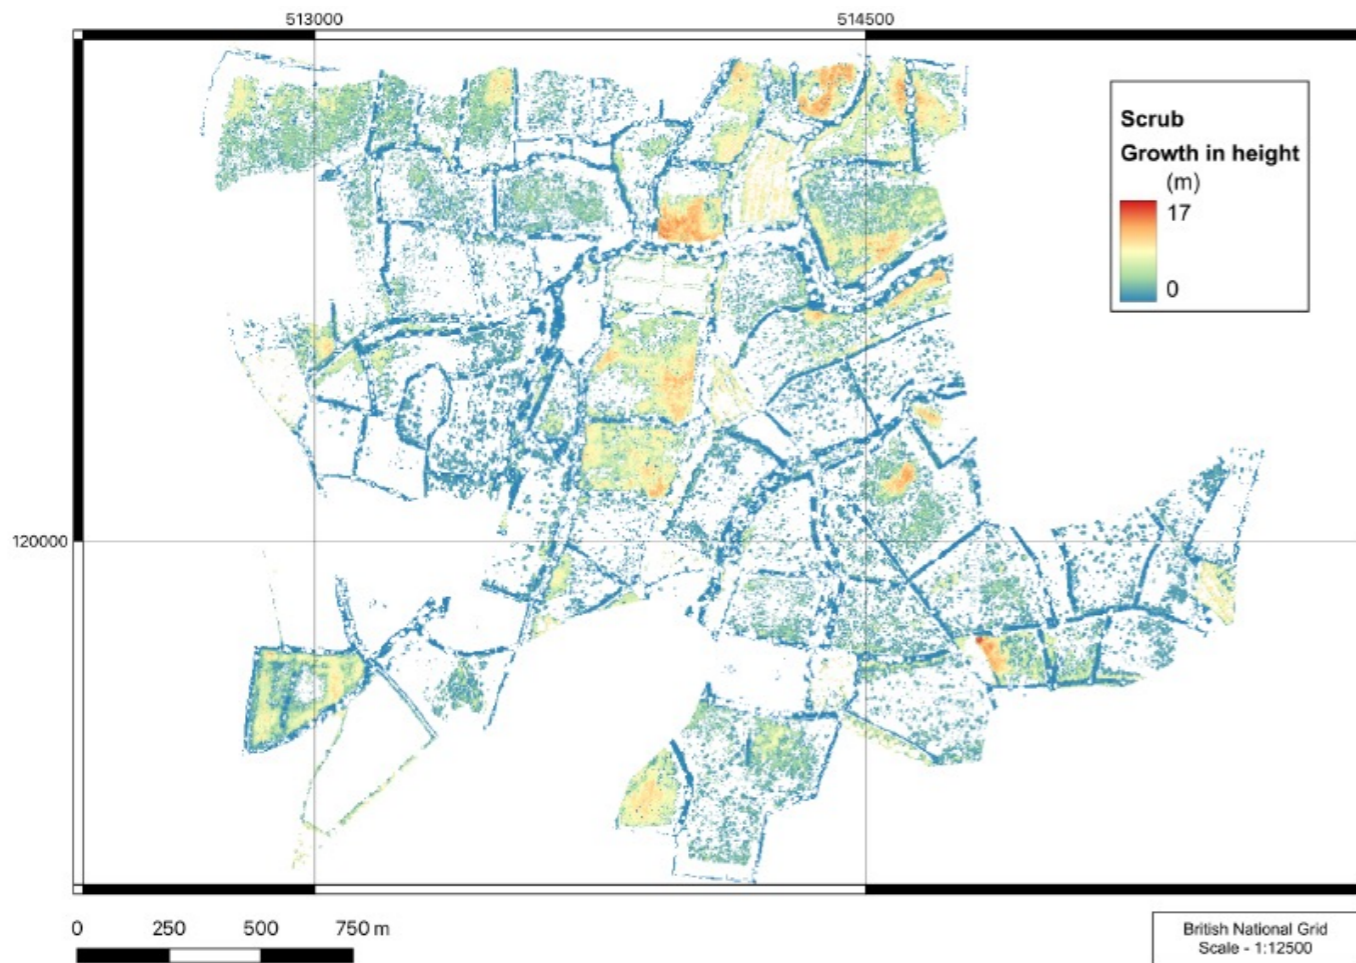 513000
514500
Scrub
Growth in height
(m)
17
0
120000
0 250 500 750 m
British National Grid
Scale - 1:12500